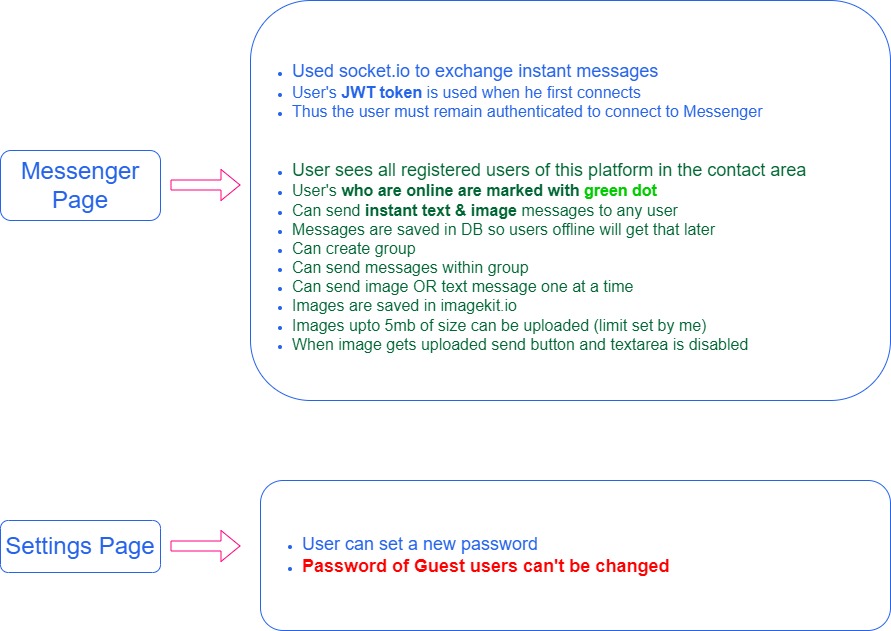 Messenger
Page
Used socket.io to exchange instant messages
User's JWT token is used when he first connects
Thus the user must remain authenticated to connect to Messenger
User sees all registered users of this platform in the contact area
User's who are online are marked with green dot
Can send instant text & image messages to any user
Messages are saved in DB so users offline will get that later
Can create group
Can send messages within group
Can send image OR text message one at a time
Images are saved in imagekit.io
Images upto 5mb of size can be uploaded (limit set by me)
When image gets uploaded send button and textarea is disabled
Settings Page
User can set a new password
Password of Guest users can't be changed